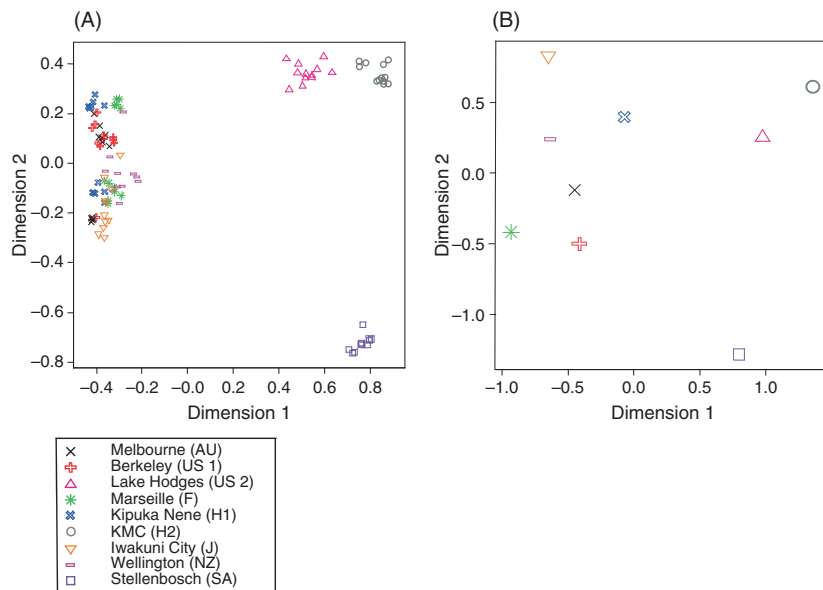 (A)
(B)
0.4
0.2
0.0
−0.2
−0.4
−0.6
−0.8
Dimension 2
−0.4
−0.2
−0.0
0.2
0.4
0.6
0.8
Dimension 1
0.5
0.0
−0.5
−1.0
Dimension 2
−1.0
−0.5
0.0
0.5
1.0
Dimension 1
Melbourne (AU)
Berkeley (US 1)
Lake Hodges (US 2)
Marseille (F)
Kipuka Nene (H1)
KMC (H2)
Iwakuni City (J)
Wellington (NZ)
Stellenbosch (SA)